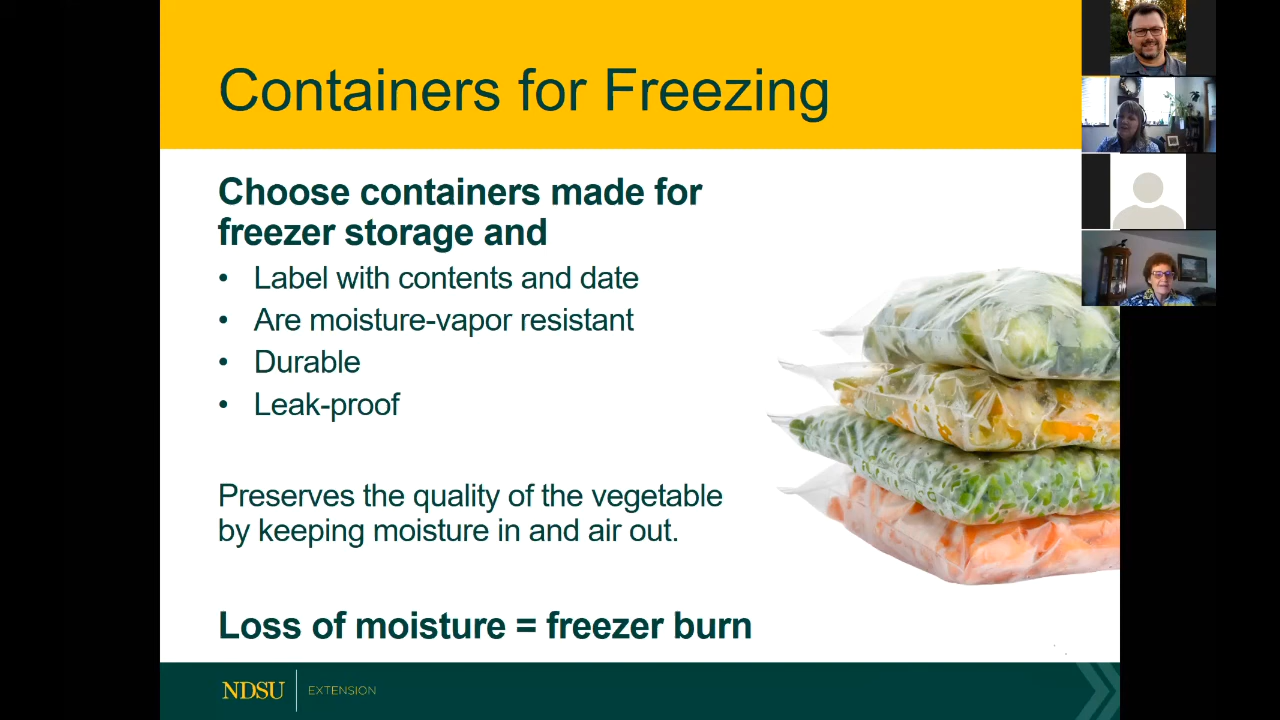 Containers for Freezing
Choose containers made for
freezer storage and
• Label with contents and date
• Are moisture-vapor resistant
• Durable
• Leak-proof
Preserves the quality of the vegetable
by keeping moisture in and air out.
Loss of moisture = freezer burn
NDSU EXTENSION